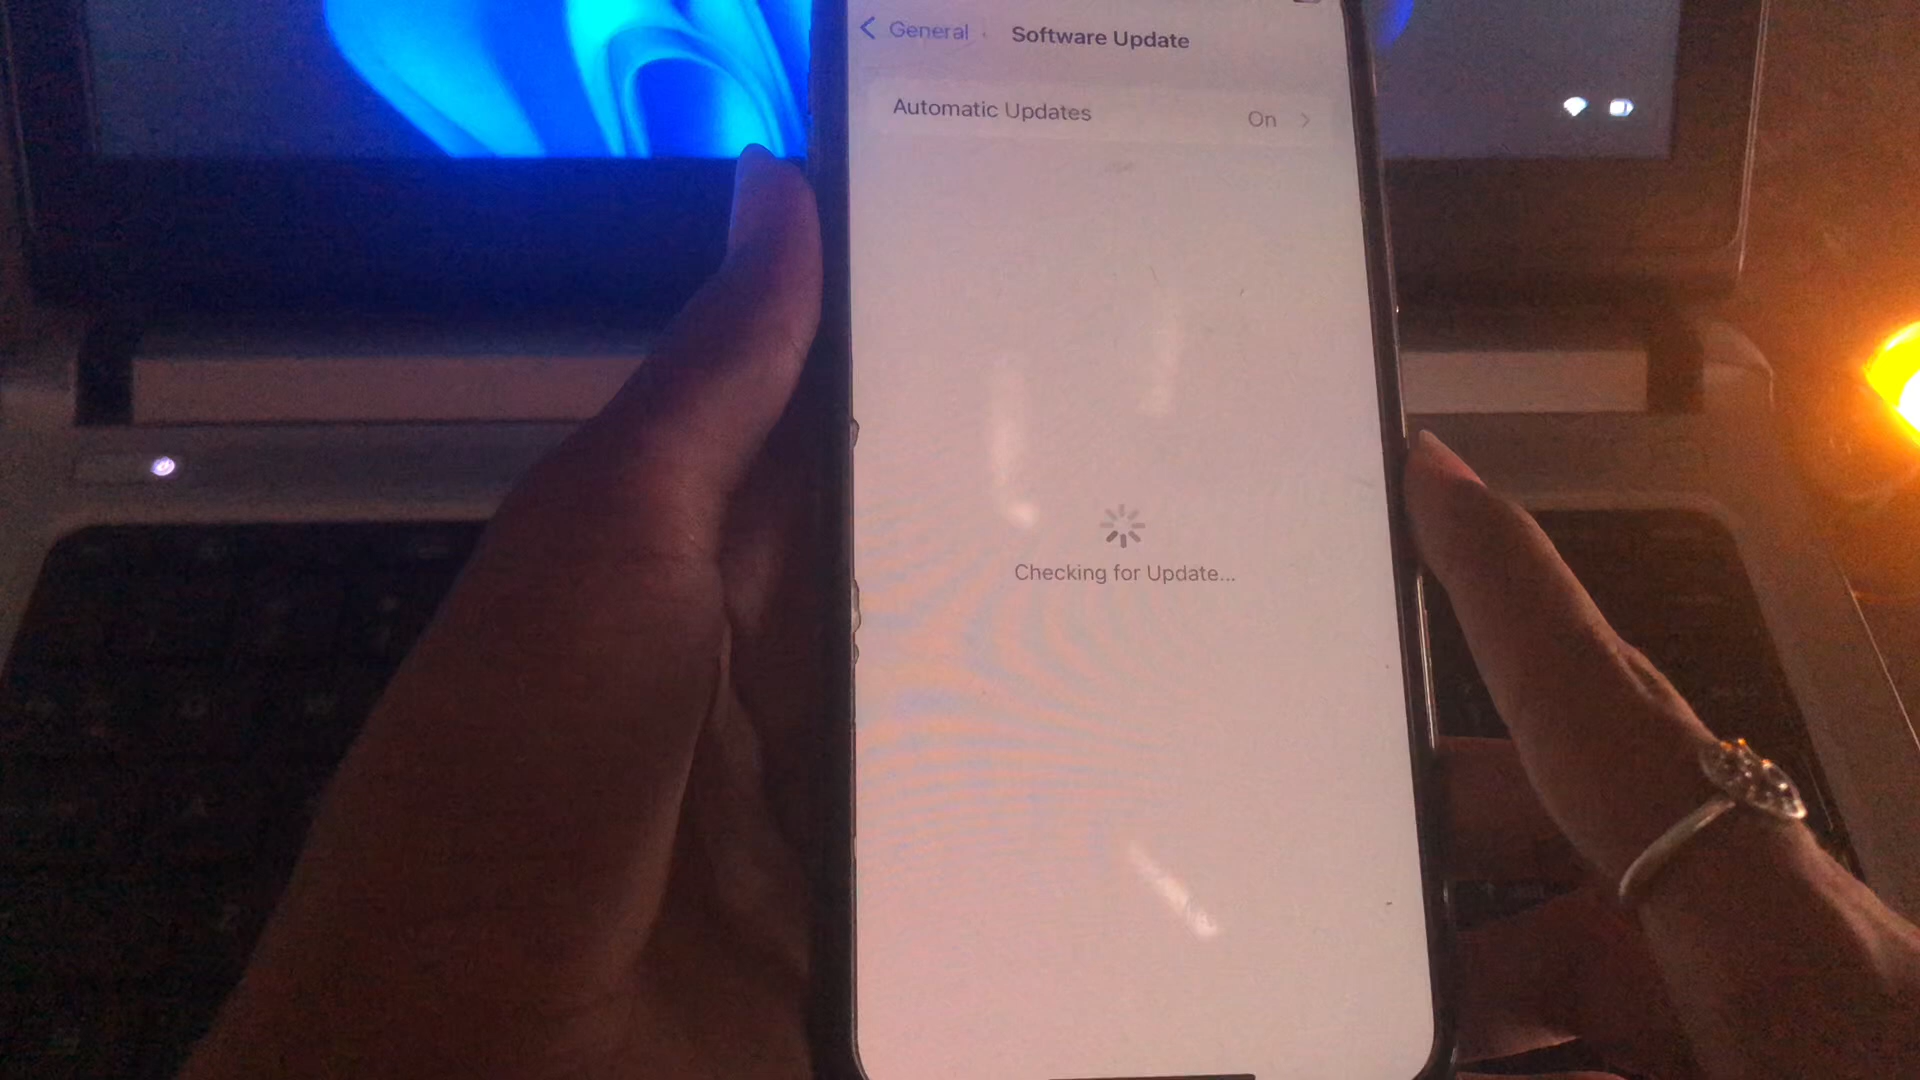 General
Software Update
Automatic Updates On
Checking for Update...